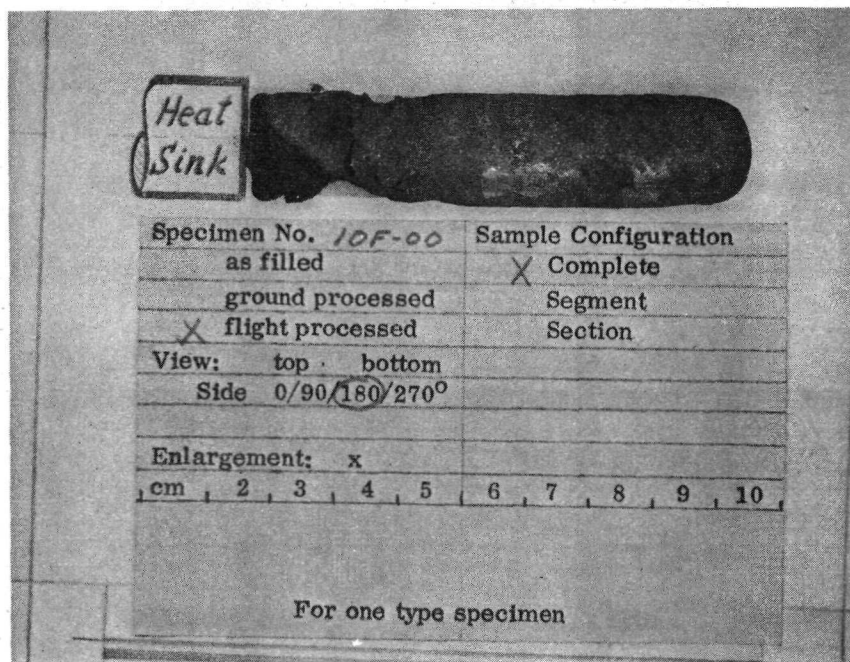 Heat
Sink
Specimen No. 10F-00 Sample Configuration
as filled X Complete
ground processed Segment
X flight processed Section
View: top bottom
Side 0/90/180/270°
Enlargement: x
cm 2 3 4 5 6 7 8 9 10
For one type specimen